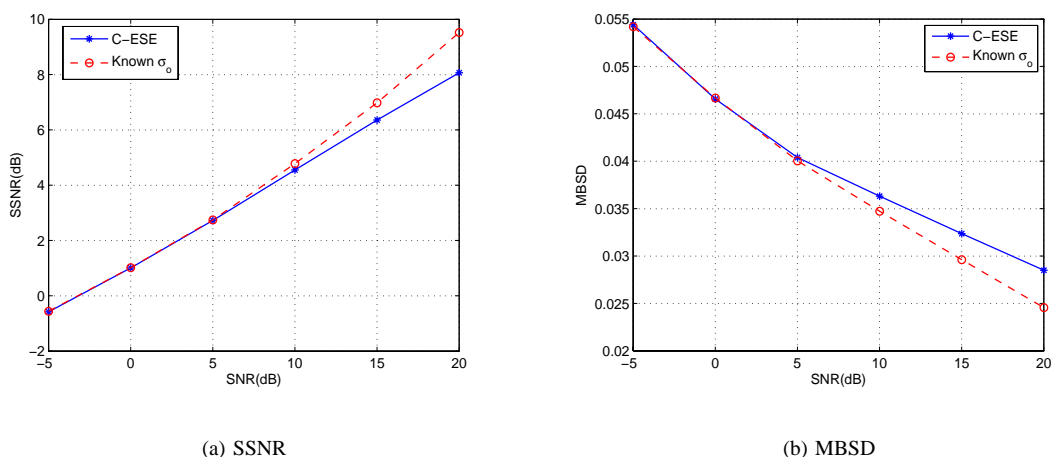 10
8
6
4
2
0
−2
−5
0
5
10
15
20
SNR(dB)
SSNR(dB)
C−ESE
Known σo
(a) SSNR
0.055
0.05
0.045
0.04
0.035
0.03
0.025
0.02
−5
0
5
10
15
20
SNR(dB)
MBSD
C−ESE
Known σo
(b) MBSD